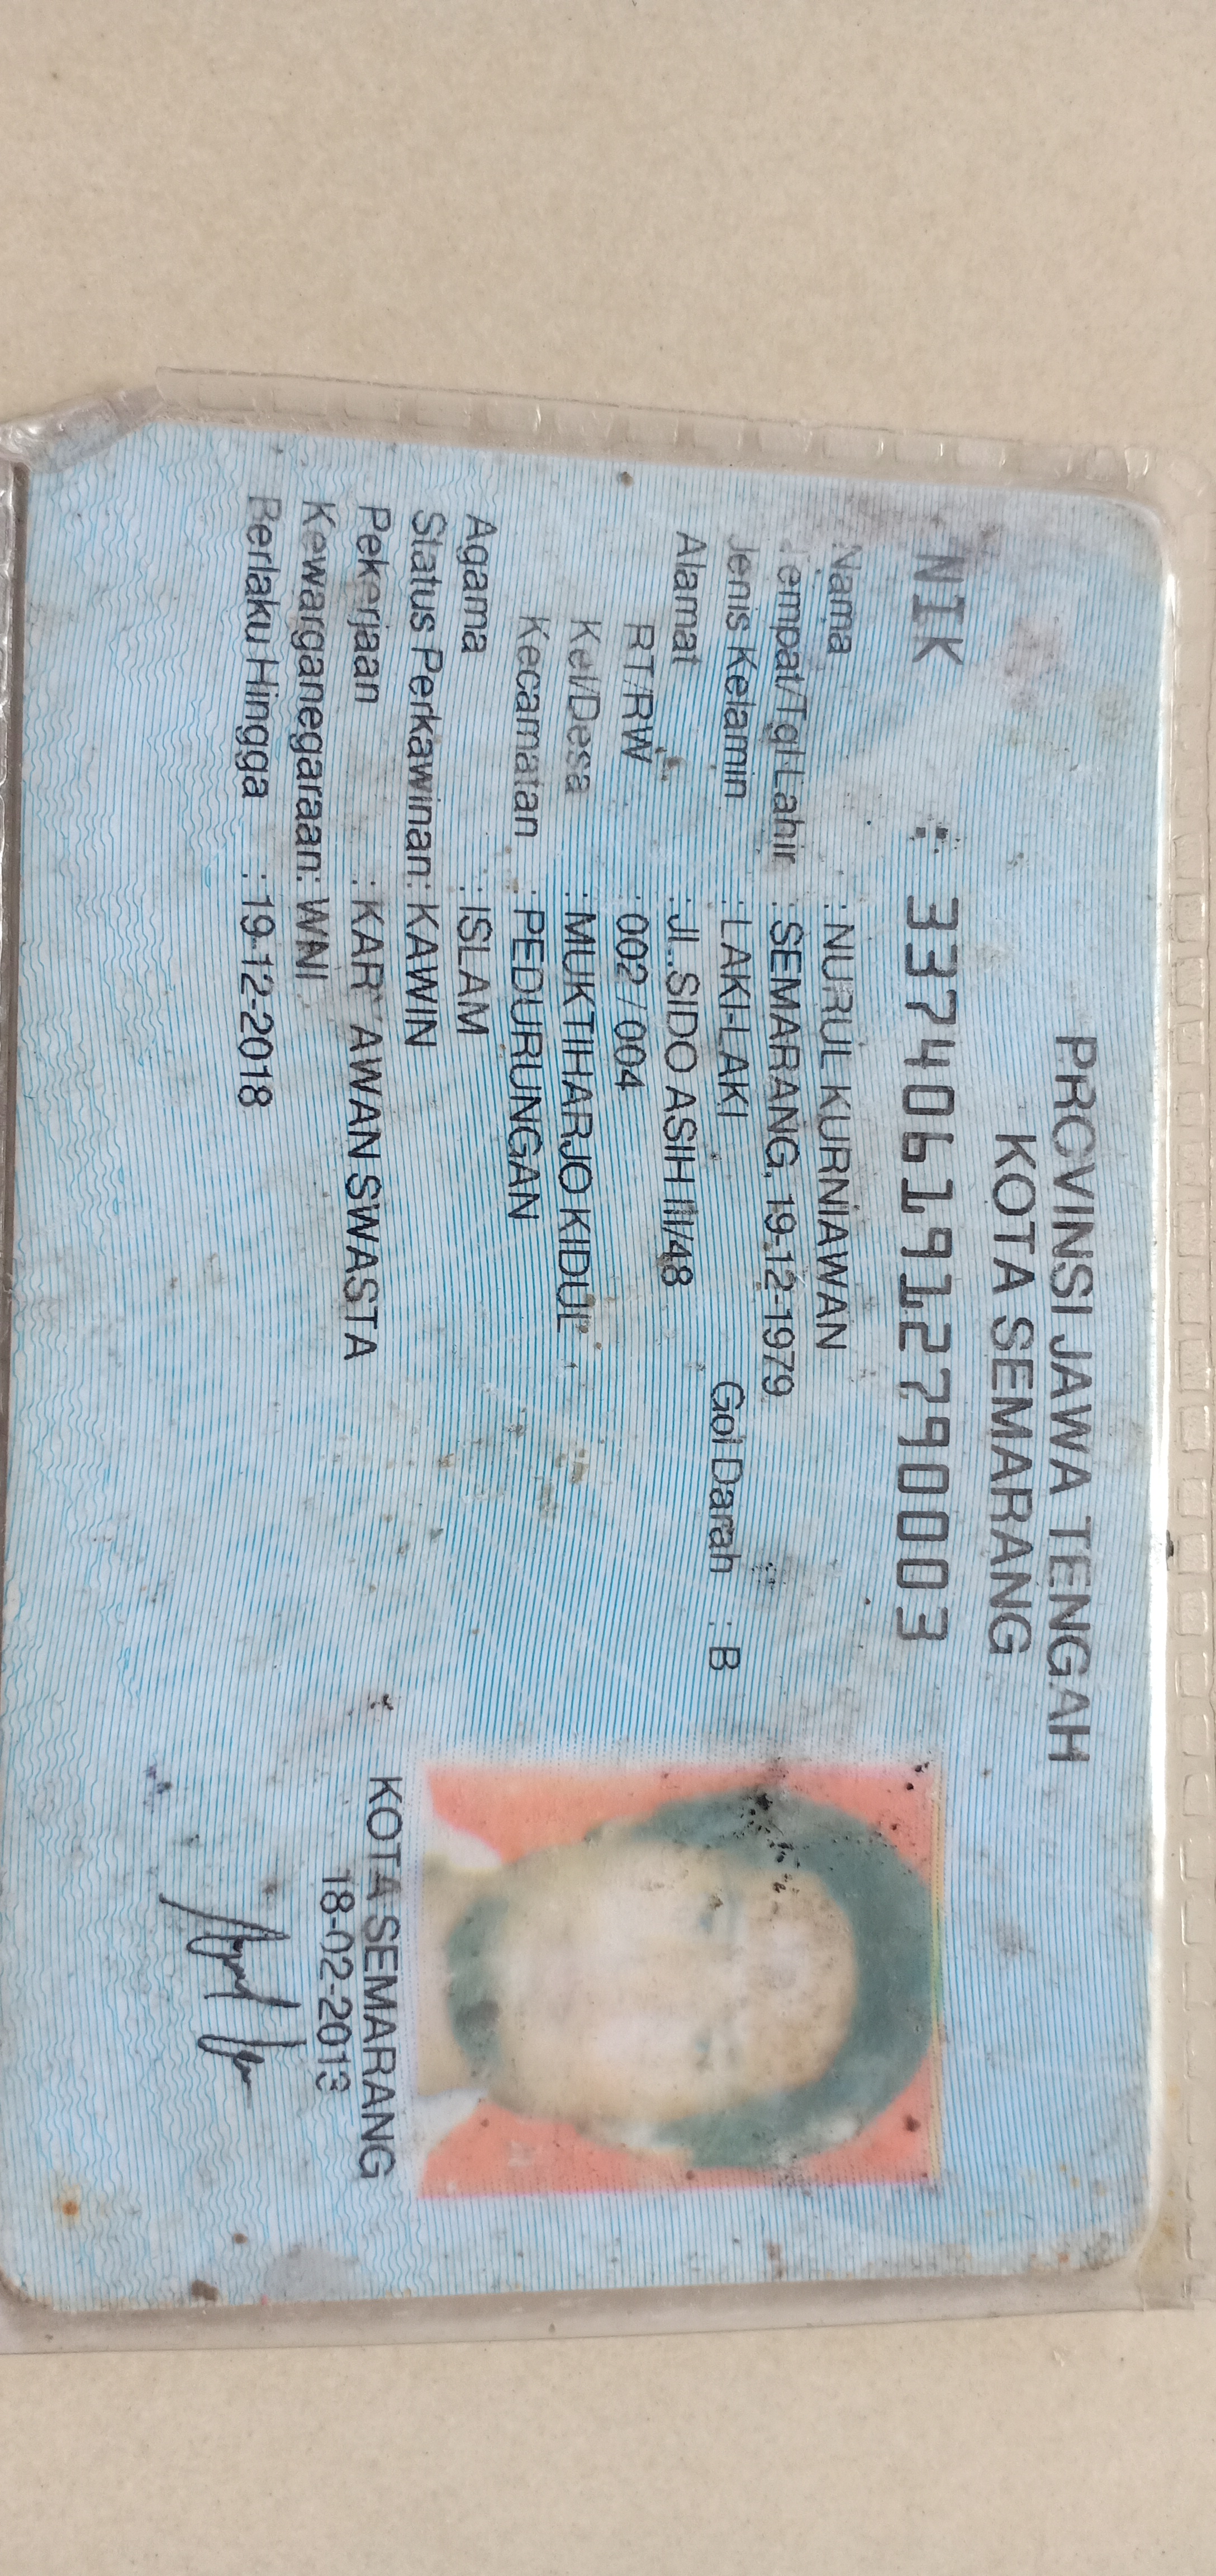 PROVINSI JAWA TENGAH
KOTA SEMARANG
NIK : 3374061912790003
Nama : NURUL KURNIAWAN
Tempat/Tgl Lahir : SEMARANG, 19-12-1979
Jenis Kelamin : LAKI-LAKI Gol Darah : B
Alamat : JL.SIDO ASIH III/48
RT/RW : 002 / 004
Kel/Desa : MUKTIHARJO KIDUL
Kecamatan : PEDURUNGAN
Agama : ISLAM
Status Perkawinan: KAWIN
Pekerjaan : KARYAWAN SWASTA
Kewarganegaraan: WNI
Berlaku Hingga : 19-12-2018
KOTA SEMARANG
18-02-2013